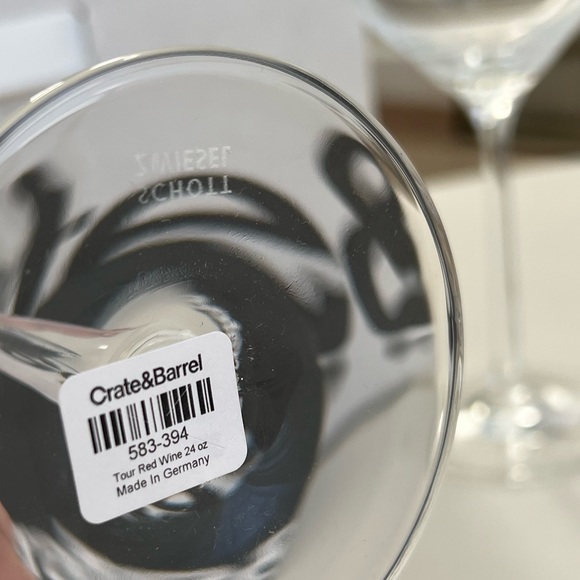 SCHOTT
ZWIESEL
Crate&Barrel
583-394
Tour Red Wine 24 oz
Made In Germany